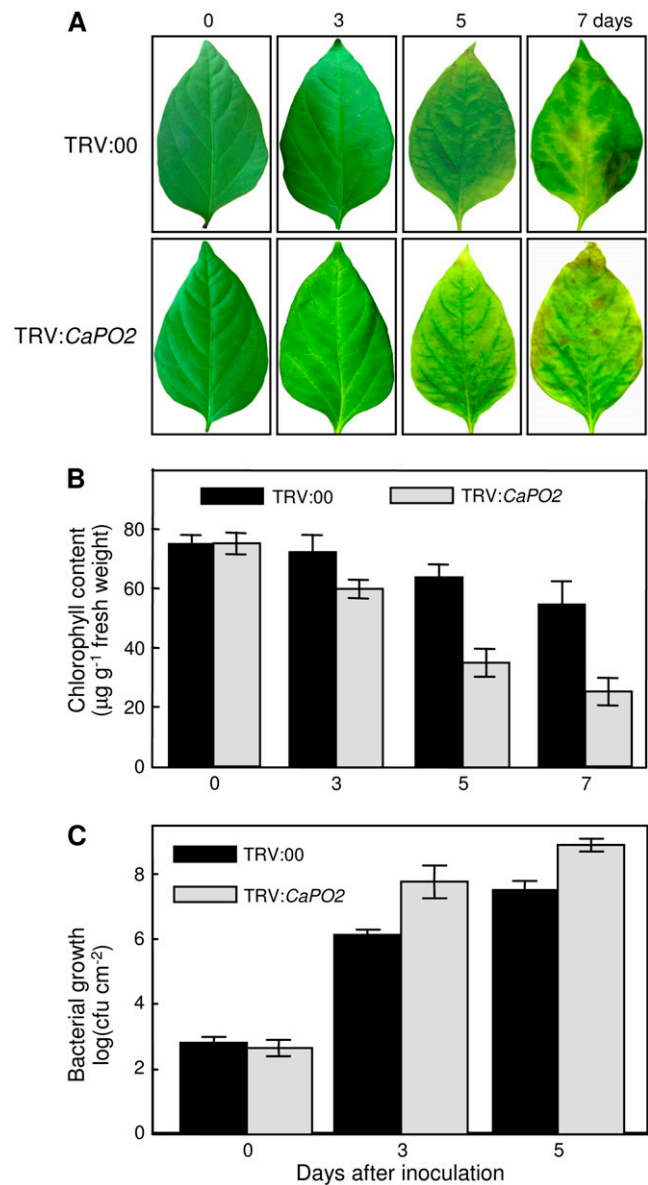 A
0 3 5 7 days
TRV:00
TRV:CaPO2
B
TRV:00 TRV:CaPO2
Chlorophyll content
(µg g⁻¹ fresh weight)
80
60
40
20
0
0 3 5 7
C
TRV:00
TRV:CaPO2
Bacterial growth
log(cfu cm⁻²)
8
6
4
2
0
0 3 5
Days after inoculation